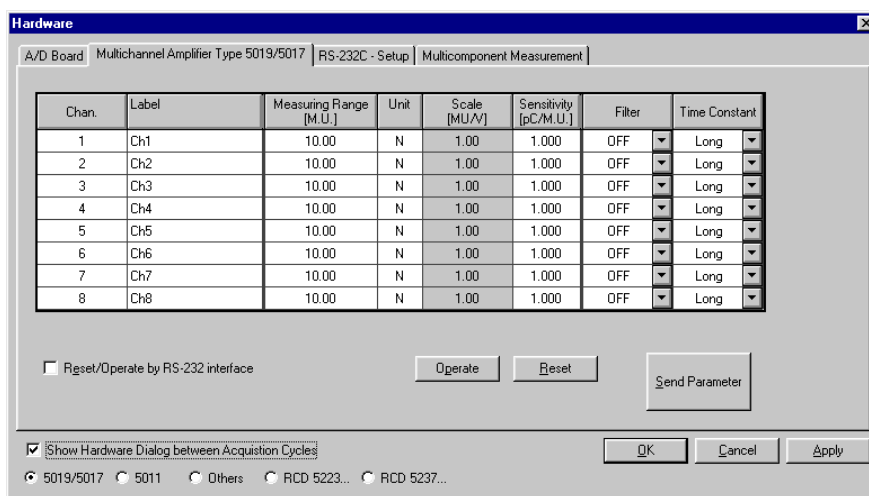 Hardware
A/D Board Multichannel Amplifier Type 5019/5017 RS-232C - Setup Multicomponent Measurement
Chan. Label Measuring Range [M.U.] Unit Scale [MU/V] Sensitivity [pC/M.U.] Filter Time Constant
1 Ch1 10.00 N 1.00 1.000 OFF Long
2 Ch2 10.00 N 1.00 1.000 OFF Long
3 Ch3 10.00 N 1.00 1.000 OFF Long
4 Ch4 10.00 N 1.00 1.000 OFF Long
5 Ch5 10.00 N 1.00 1.000 OFF Long
6 Ch6 10.00 N 1.00 1.000 OFF Long
7 Ch7 10.00 N 1.00 1.000 OFF Long
8 Ch8 10.00 N 1.00 1.000 OFF Long
Reset/Operate by RS-232 interface Operate Reset Send Parameter
Show Hardware Dialog between Acquistion Cycles OK Cancel Apply
5019/5017 5011 Others RCD 5223... RCD 5237...